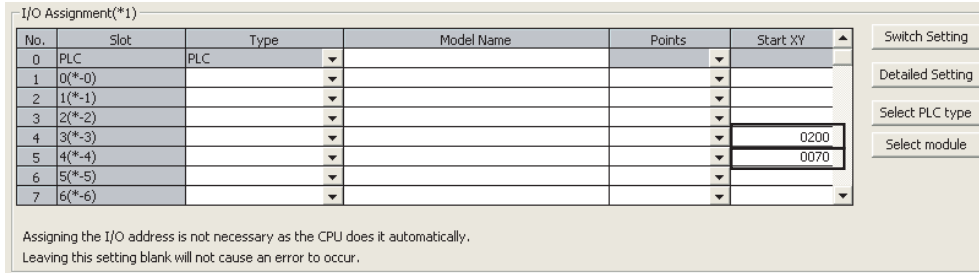 I/O Assignment(*1)
No. Slot Type Model Name Points Start XY
0 PLC PLC
1 0(*-0)
2 1(*-1)
3 2(*-2)
4 3(*-3) 0200
5 4(*-4) 0070
6 5(*-5)
7 6(*-6)
Switch Setting
Detailed Setting
Select PLC type
Select module
Assigning the I/O address is not necessary as the CPU does it automatically.
Leaving this setting blank will not cause an error to occur.